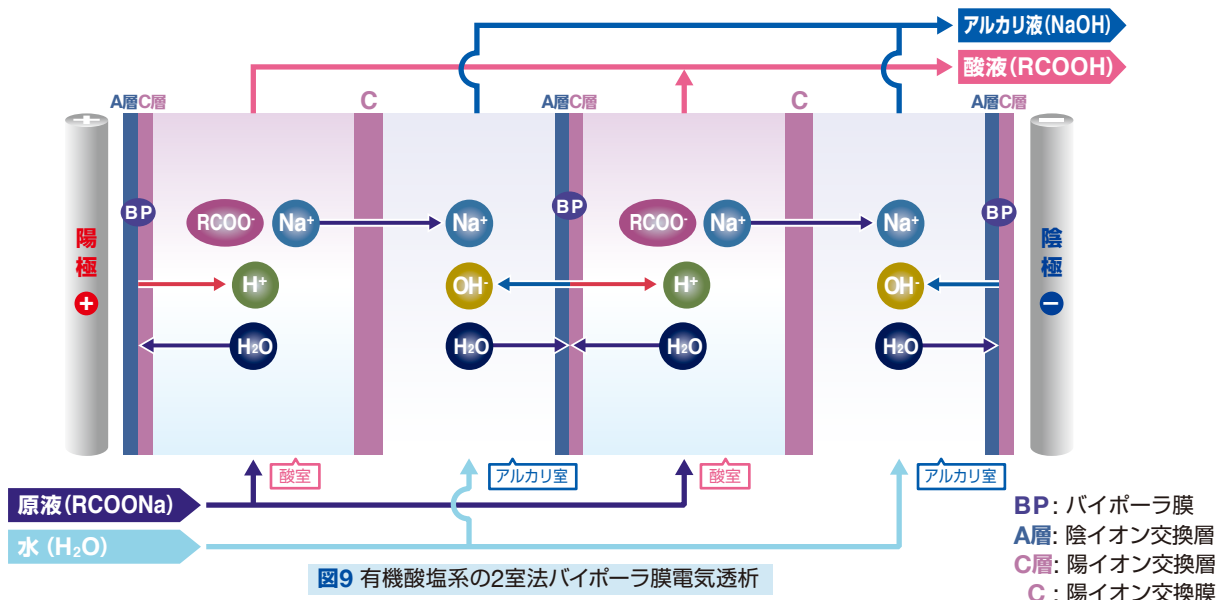 アルカリ液(NaOH)
酸液(RCOOH)
A層C層
C
A層C層
C
A層C層
+
−
BP
BP
BP
RCOO-
Na+
Na+
RCOO-
Na+
Na+
陽極
+
陰極
−
H+
OH-
H+
OH-
H₂O
H₂O
H₂O
H₂O
酸室
アルカリ室
酸室
アルカリ室
原液(RCOONa)
水(H₂O)
BP: バイポーラ膜
A層: 陰イオン交換層
C層: 陽イオン交換層
C: 陽イオン交換膜
図9 有機酸塩系の2室法バイポーラ膜電気透析